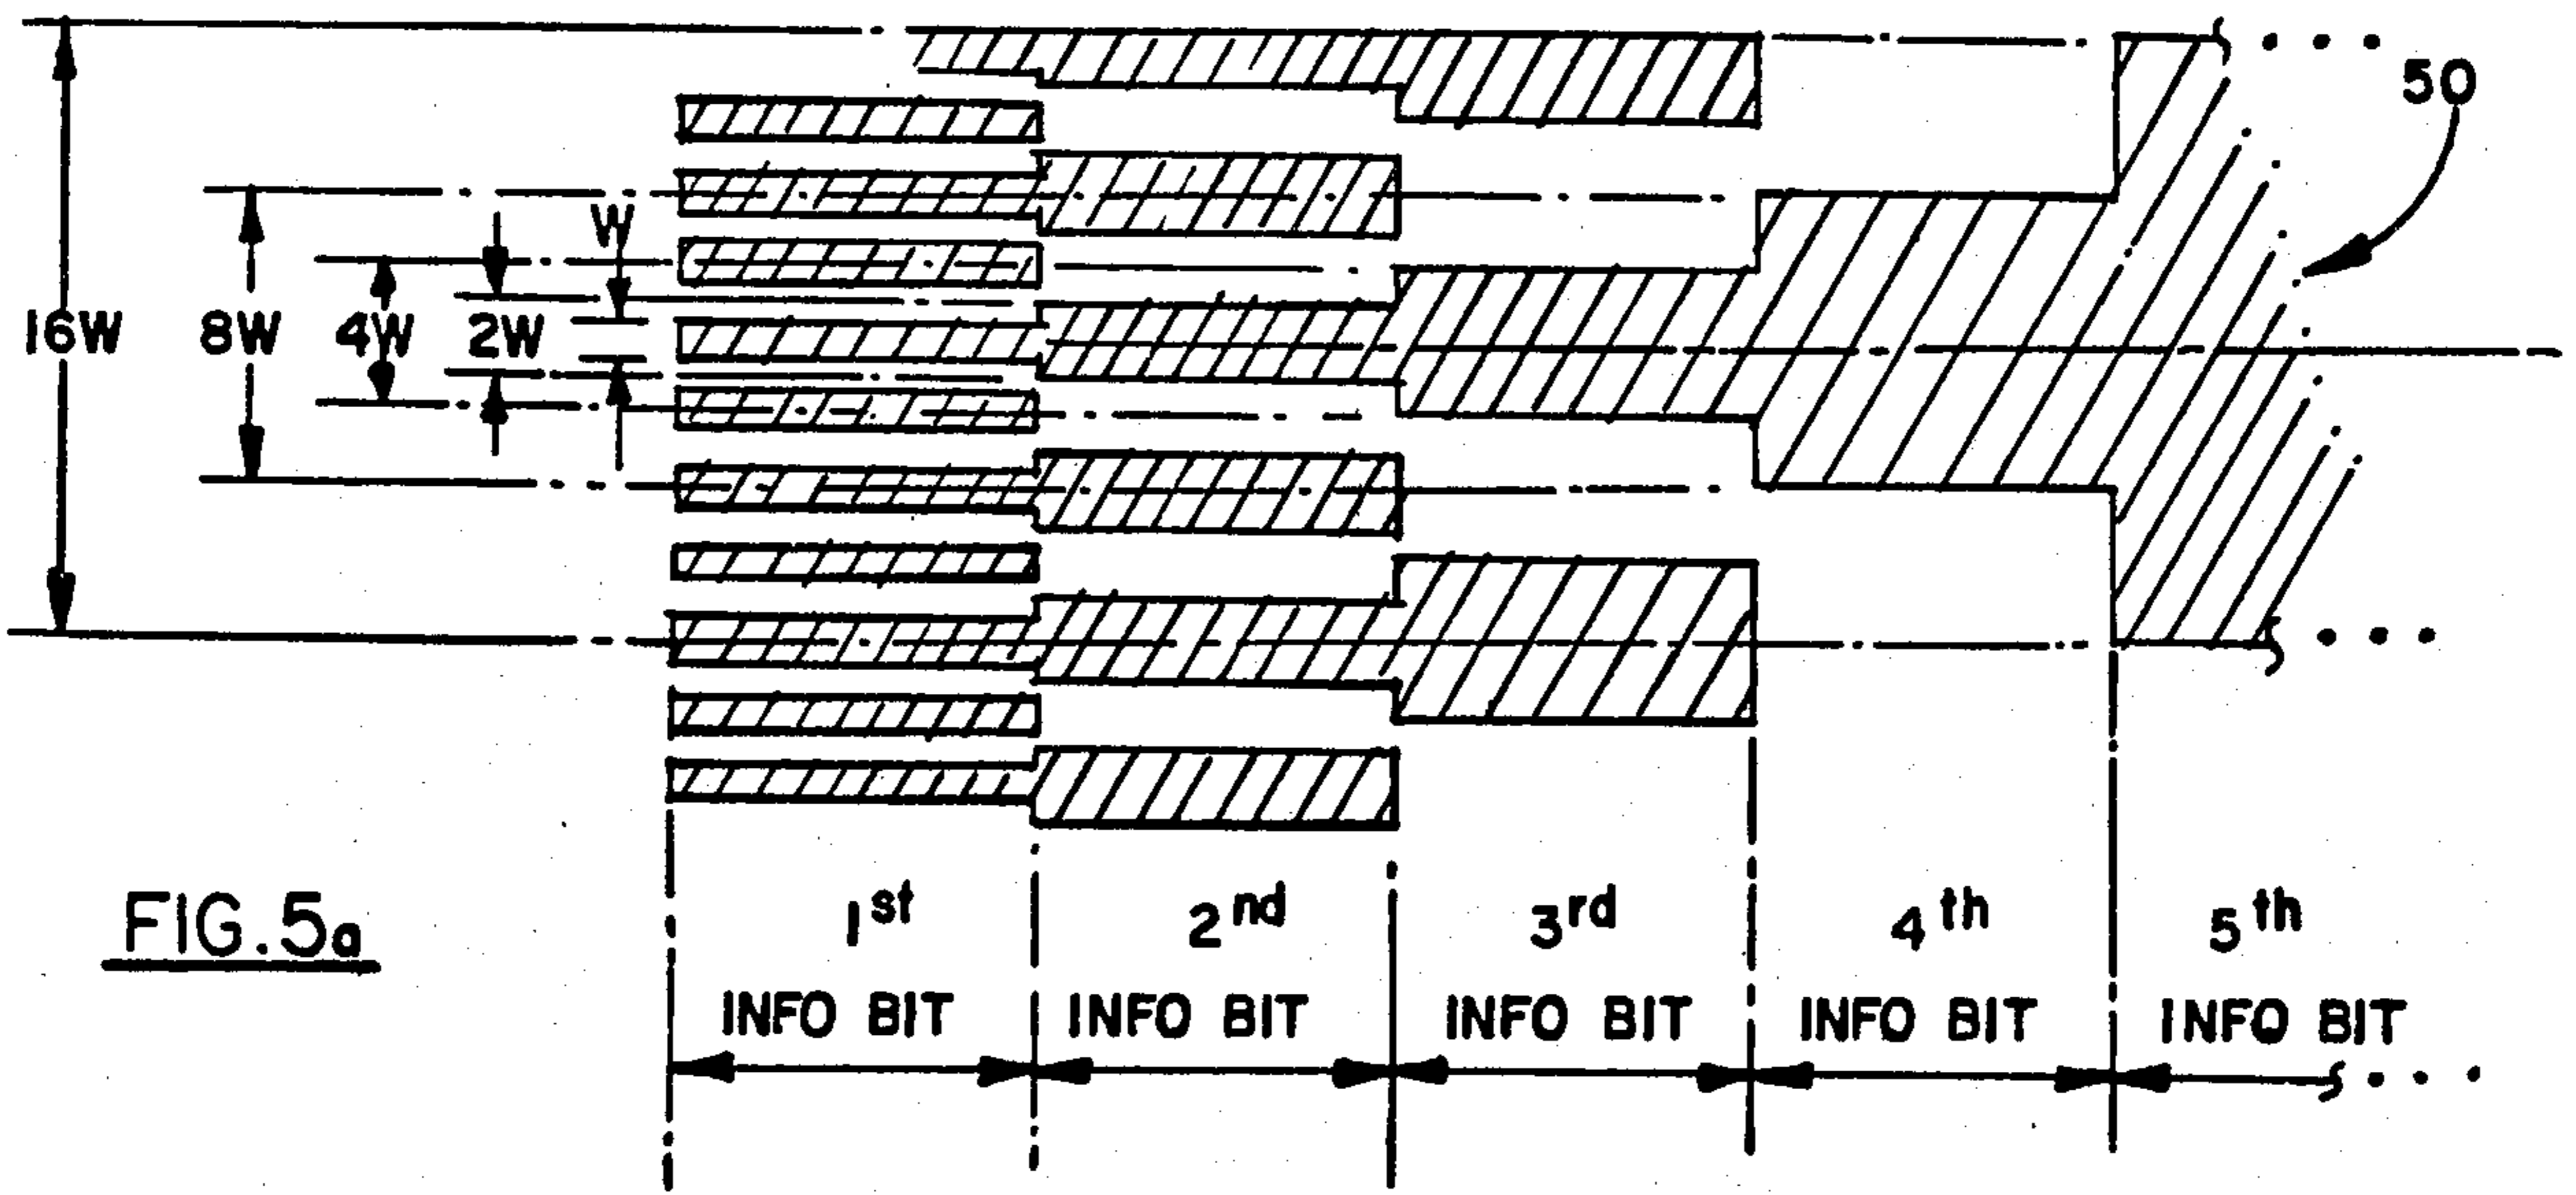 50
W
16W 8W 4W 2W
FIG. 5a
1st 2nd 3rd 4th 5th
INFO BIT INFO BIT INFO BIT INFO BIT INFO BIT